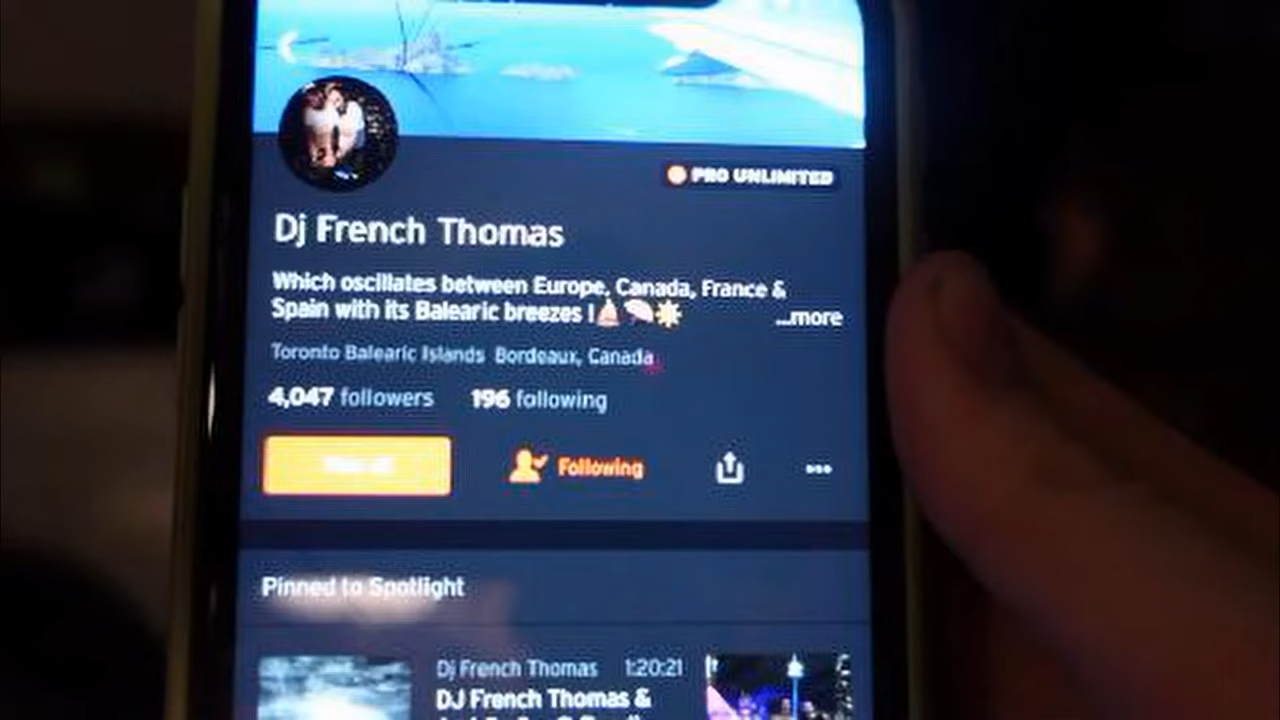 PRO UNLIMITED
Dj French Thomas
Which oscillates between Europe, Canada, France &
Spain with its Balearic breezes ! ...more
Toronto Balearic Islands Bordeaux, Canada
4,047 followers 196 following
Following
Pinned to Spotlight
Dj French Thomas 1:20:21
DJ French Thomas &